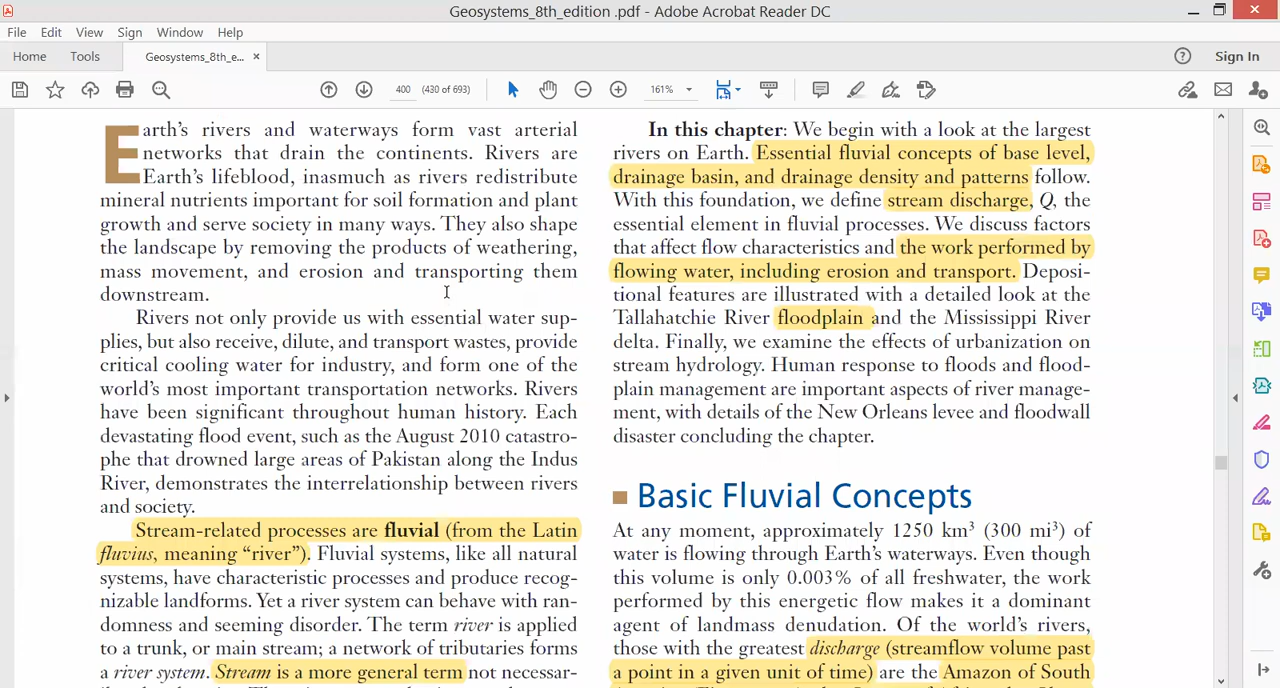 Geosystems_8th_edition .pdf - Adobe Acrobat Reader DC
File Edit View Sign Window Help
Home Tools Geosystems_8th_e... × Sign In
400 (430 of 693) 161%
Earth’s rivers and waterways form vast arterial
networks that drain the continents. Rivers are
Earth’s lifeblood, inasmuch as rivers redistribute
mineral nutrients important for soil formation and plant
growth and serve society in many ways. They also shape
the landscape by removing the products of weathering,
mass movement, and erosion and transporting them
downstream.
Rivers not only provide us with essential water sup-
plies, but also receive, dilute, and transport wastes, provide
critical cooling water for industry, and form one of the
world’s most important transportation networks. Rivers
have been significant throughout human history. Each
devastating flood event, such as the August 2010 catastro-
phe that drowned large areas of Pakistan along the Indus
River, demonstrates the interrelationship between rivers
and society.
Stream-related processes are fluvial (from the Latin
fluvius, meaning “river”). Fluvial systems, like all natural
systems, have characteristic processes and produce recog-
nizable landforms. Yet a river system can behave with ran-
domness and seeming disorder. The term river is applied
to a trunk, or main stream; a network of tributaries forms
a river system. Stream is a more general term not necessar-
In this chapter: We begin with a look at the largest
rivers on Earth. Essential fluvial concepts of base level,
drainage basin, and drainage density and patterns follow.
With this foundation, we define stream discharge, Q, the
essential element in fluvial processes. We discuss factors
that affect flow characteristics and the work performed by
flowing water, including erosion and transport. Deposi-
tional features are illustrated with a detailed look at the
Tallahatchie River floodplain and the Mississippi River
delta. Finally, we examine the effects of urbanization on
stream hydrology. Human response to floods and flood-
plain management are important aspects of river manage-
ment, with details of the New Orleans levee and floodwall
disaster concluding the chapter.
Basic Fluvial Concepts
At any moment, approximately 1250 km³ (300 mi³) of
water is flowing through Earth’s waterways. Even though
this volume is only 0.003% of all freshwater, the work
performed by this energetic flow makes it a dominant
agent of landmass denudation. Of the world’s rivers,
those with the greatest discharge (streamflow volume past
a point in a given unit of time) are the Amazon of South